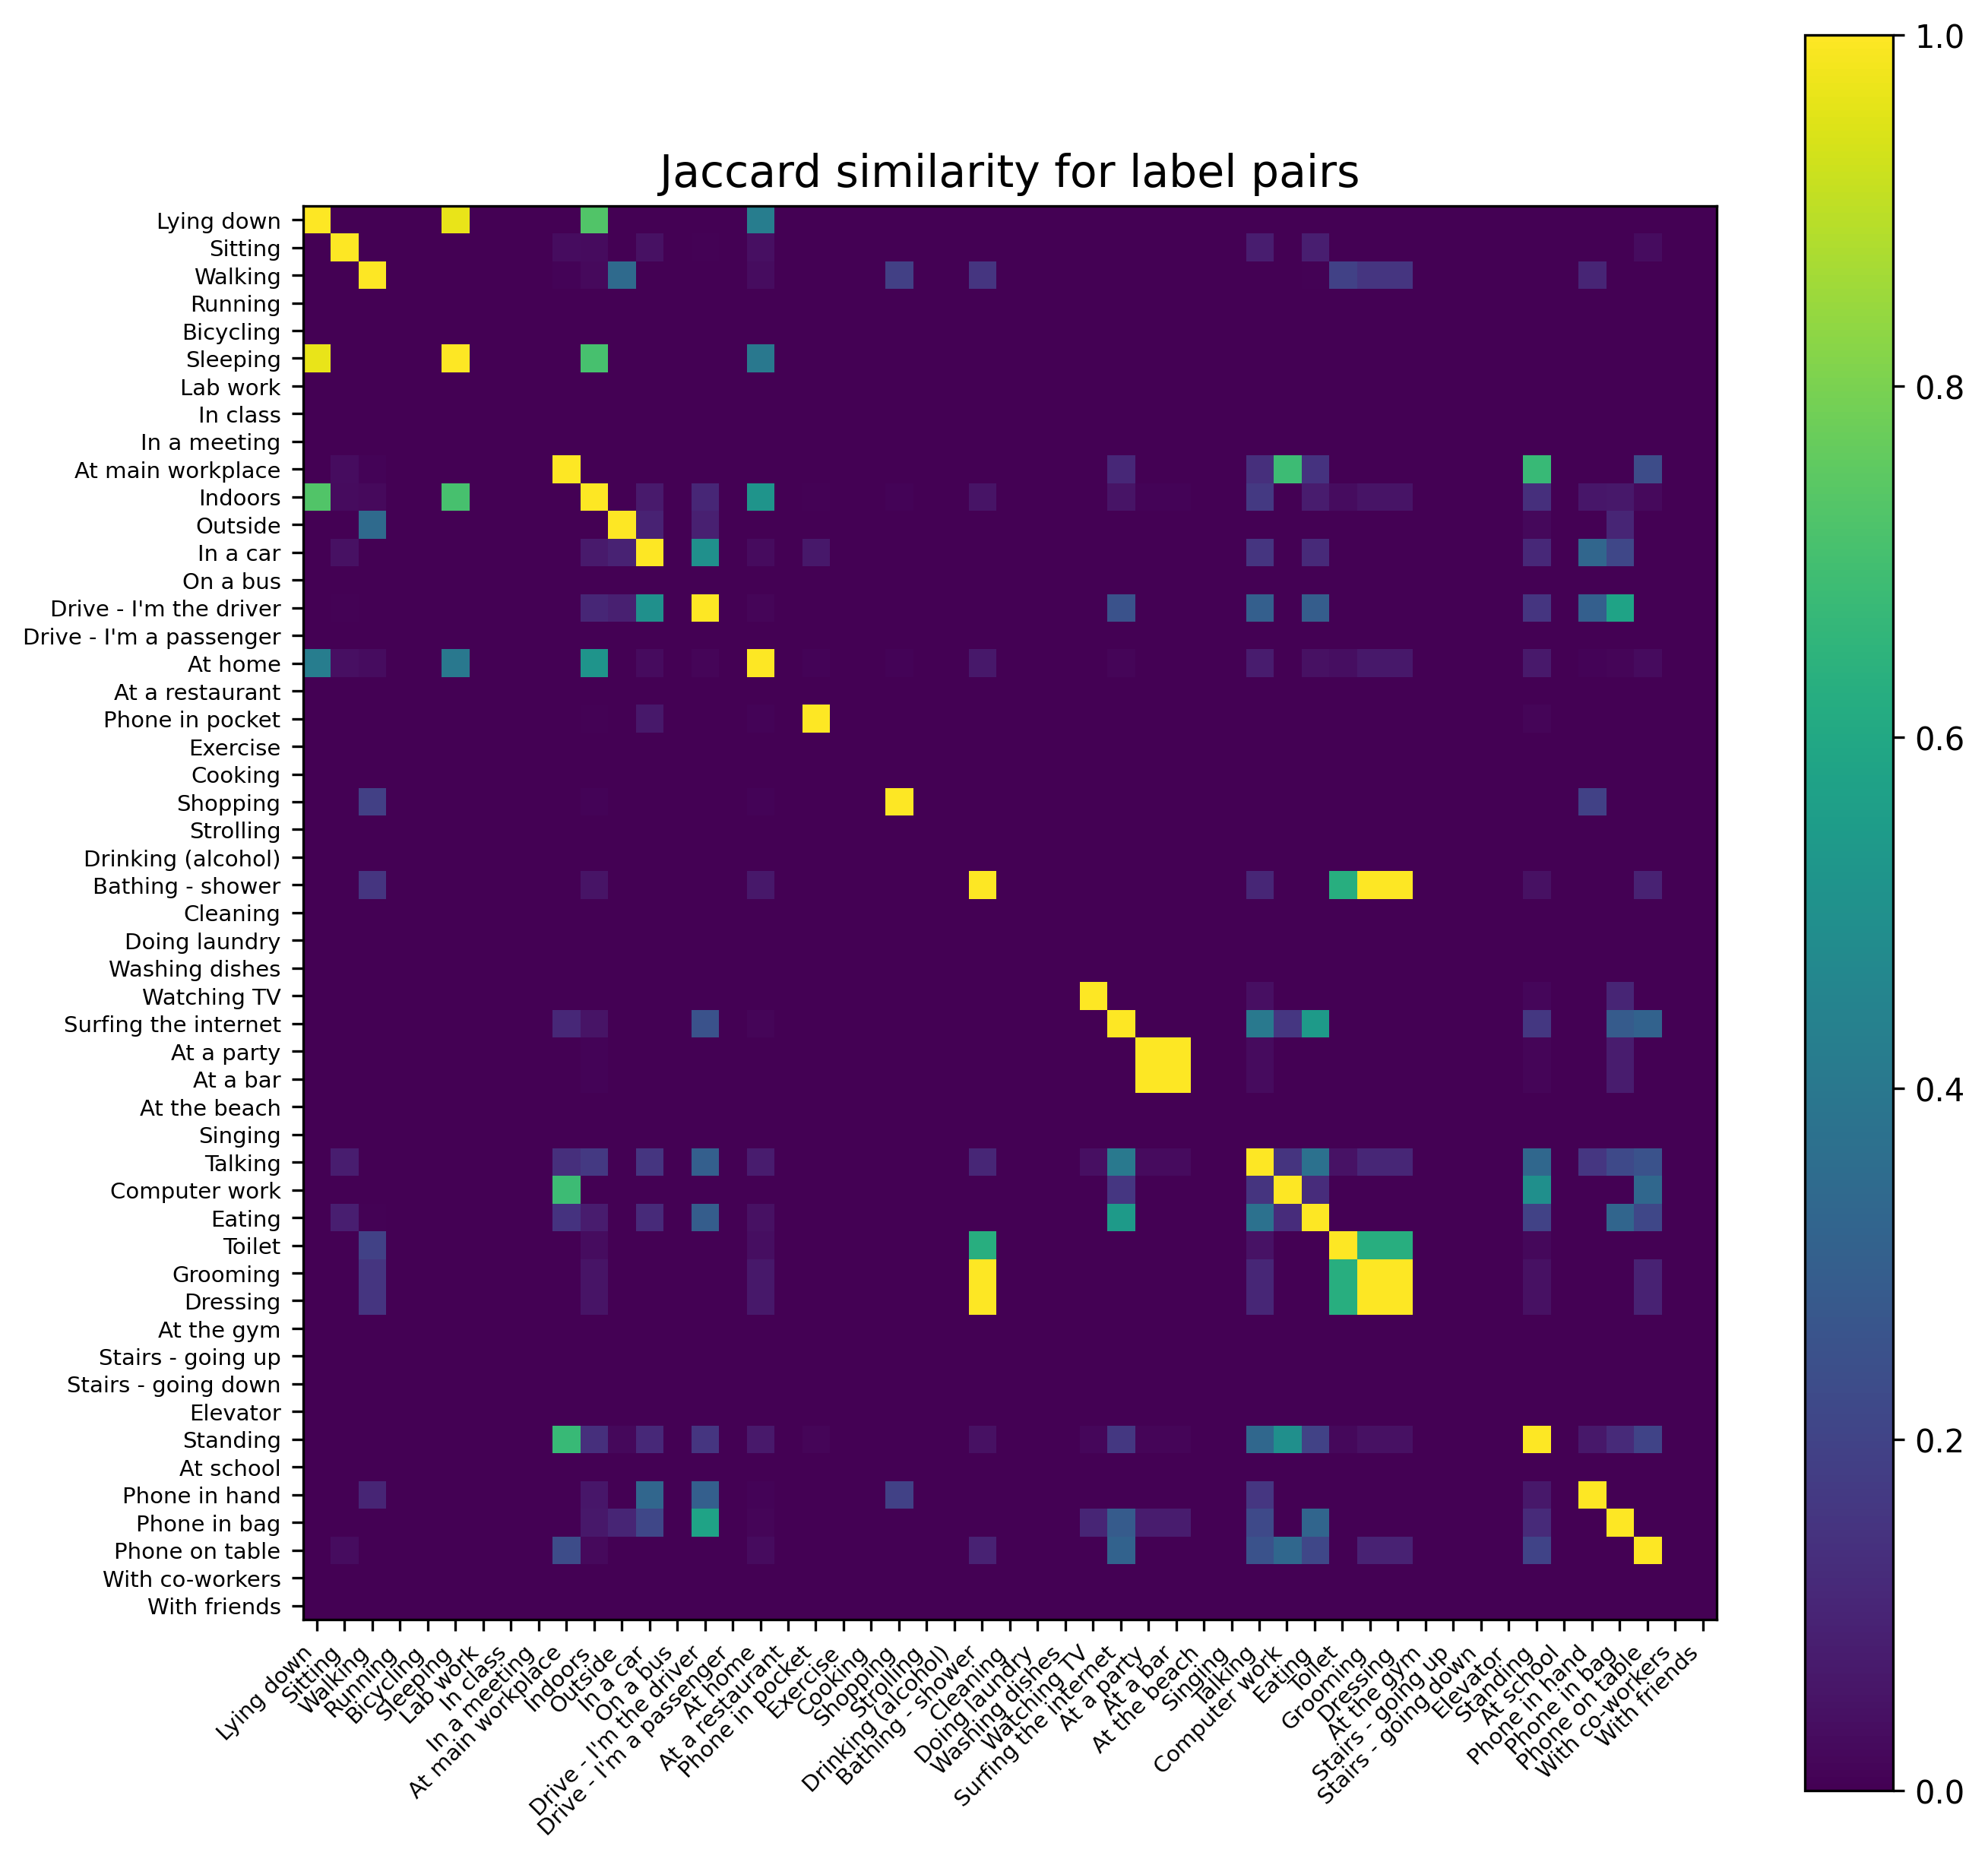 Jaccard similarity for label pairs
Lying down
Sitting
Walking
Running
Bicycling
Sleeping
Lab work
In class
In a meeting
At main workplace
Indoors
Outside
In a car
On a bus
Drive - I'm the driver
Drive - I'm a passenger
At home
At a restaurant
Phone in pocket
Exercise
Cooking
Shopping
Strolling
Drinking (alcohol)
Bathing - shower
Cleaning
Doing laundry
Washing dishes
Watching TV
Surfing the internet
At a party
At a bar
At the beach
Singing
Talking
Computer work
Eating
Toilet
Grooming
Dressing
At the gym
Stairs - going up
Stairs - going down
Elevator
Standing
At school
Phone in hand
Phone in bag
Phone on table
With co-workers
With friends
Lying down
Sitting
Walking
Running
Bicycling
Sleeping
Lab work
In class
In a meeting
At main workplace
Indoors
Outside
In a car
On a bus
Drive - I'm the driver
Drive - I'm a passenger
At home
At a restaurant
Phone in pocket
Exercise
Cooking
Shopping
Strolling
Drinking (alcohol)
Bathing - shower
Cleaning
Doing laundry
Washing dishes
Watching TV
Surfing the internet
At a party
At a bar
At the beach
Singing
Talking
Computer work
Eating
Toilet
Grooming
Dressing
At the gym
Stairs - going up
Stairs - going down
Elevator
Standing
At school
Phone in hand
Phone in bag
Phone on table
With co-workers
With friends
1.0
0.8
0.6
0.4
0.2
0.0